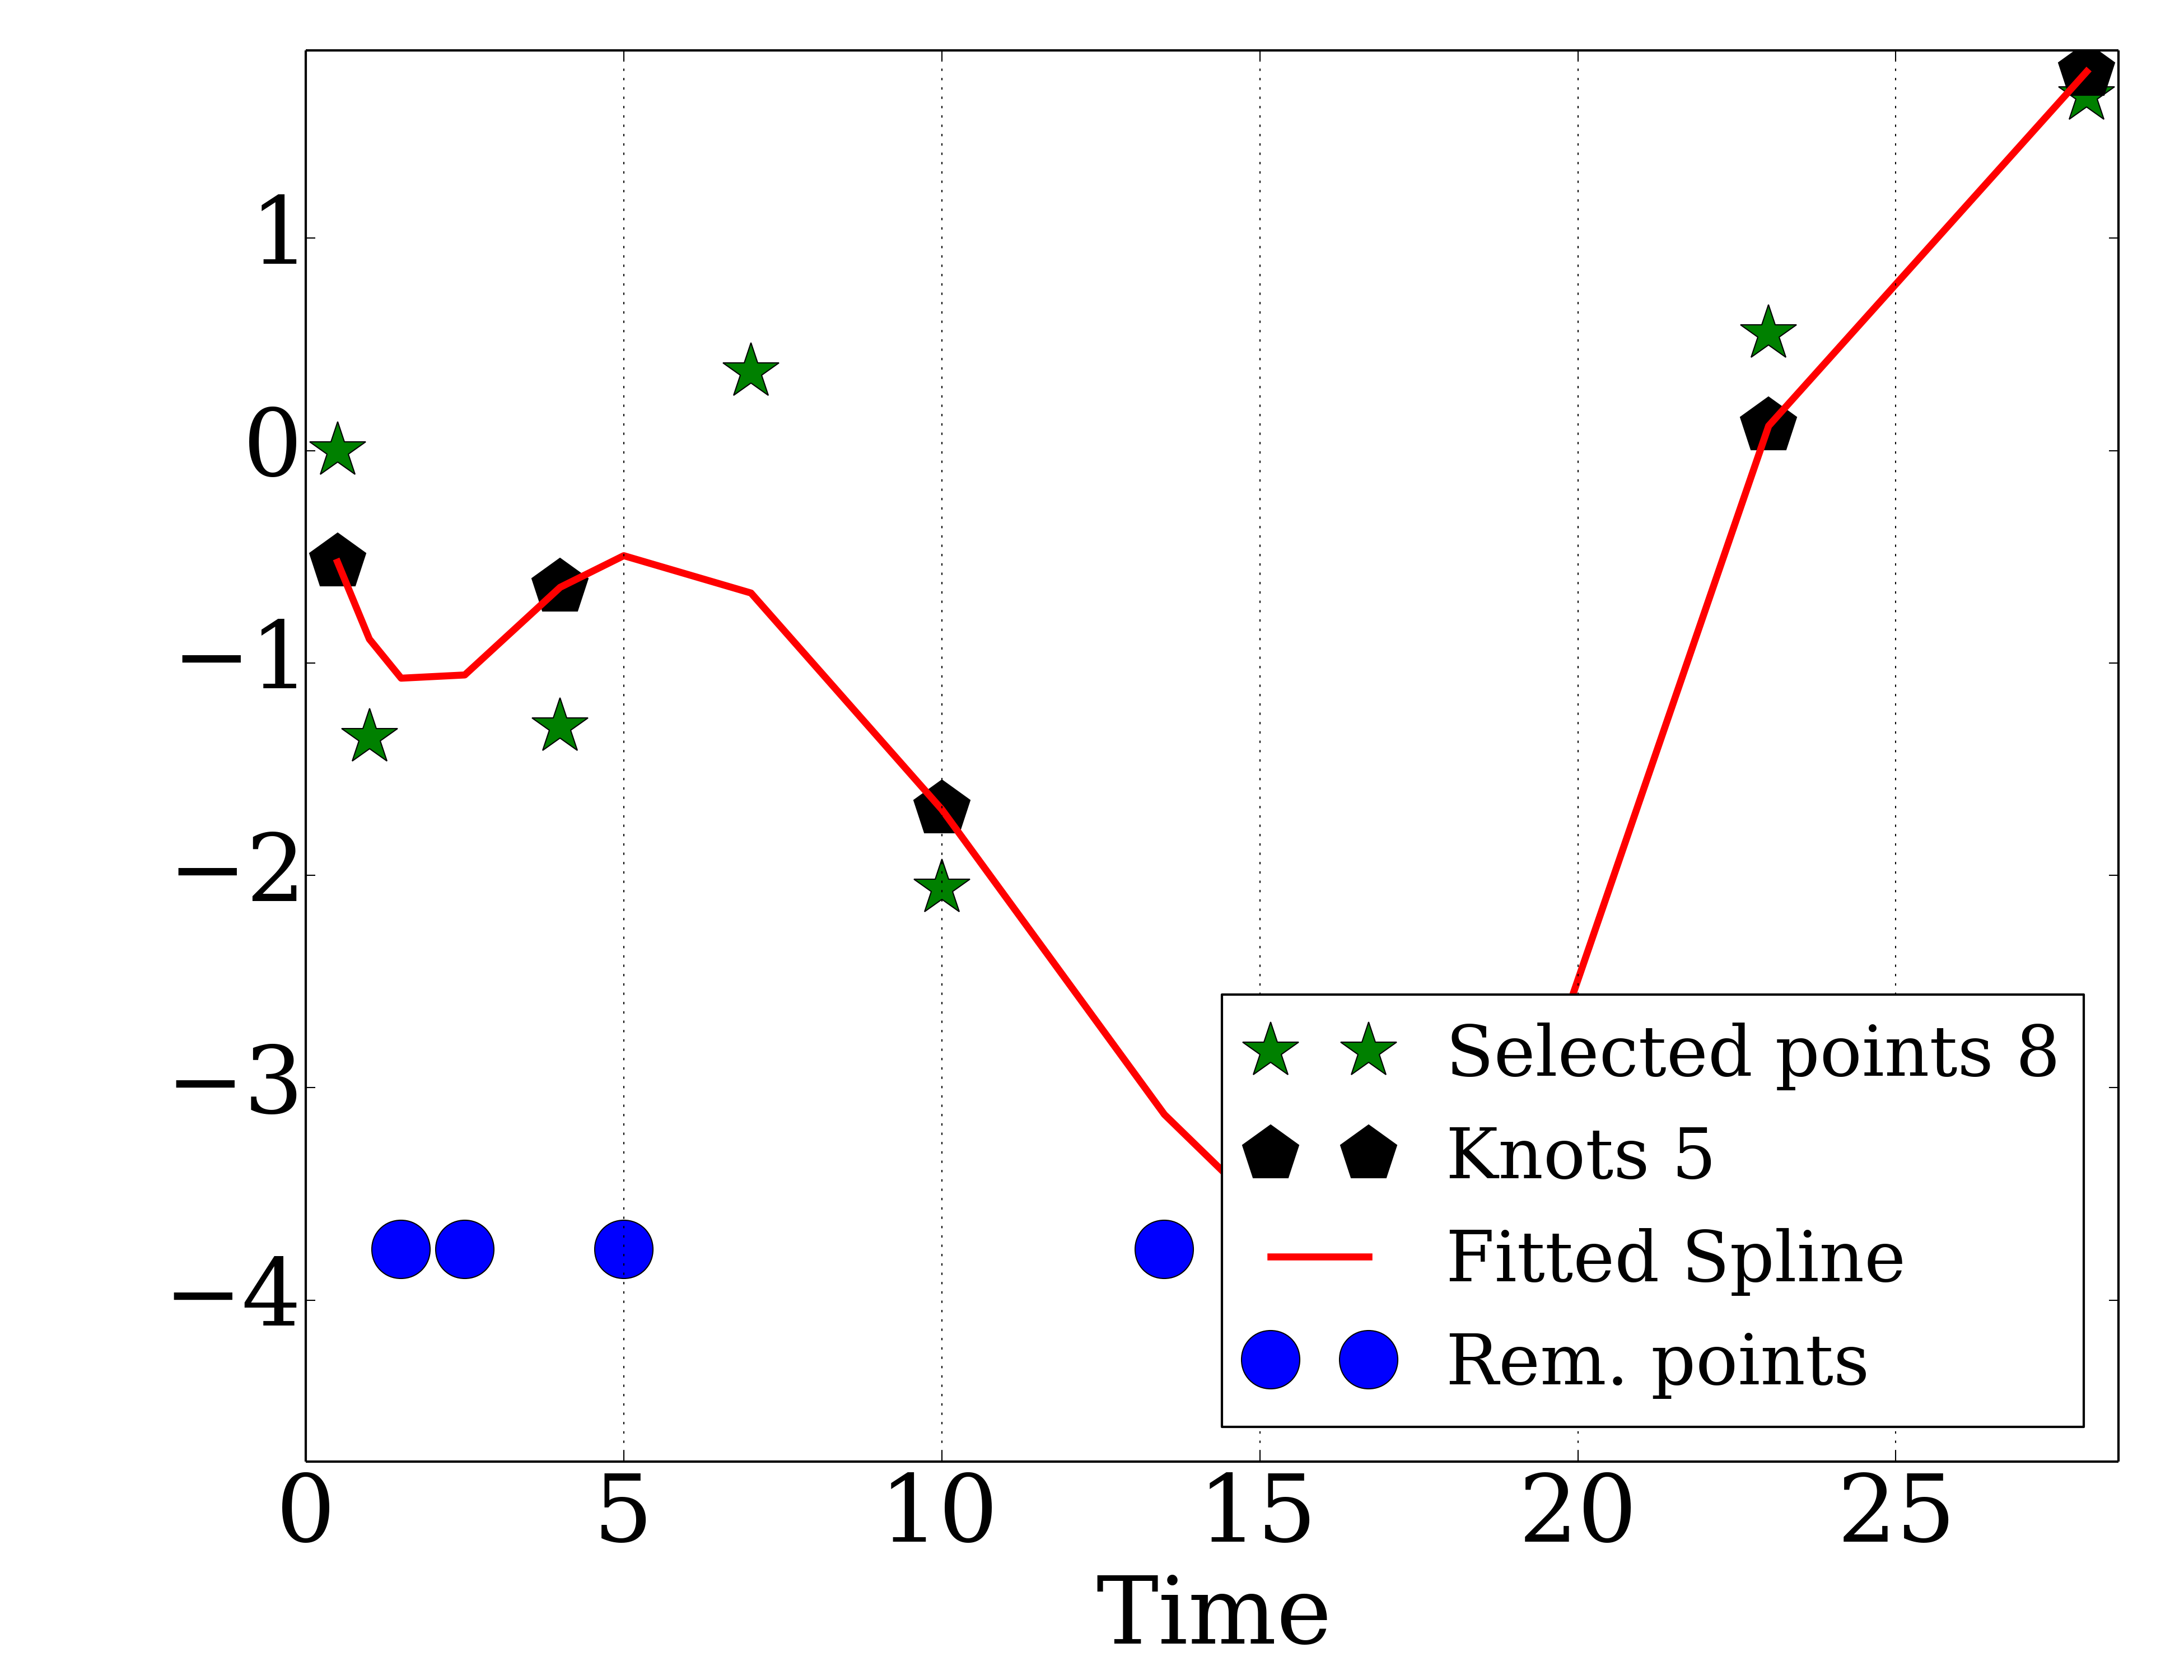 1
0
−1
−2
−3
−4
Selected points 8
Knots 5
Fitted Spline
Rem. points
0 5 10 15 20 25
Time